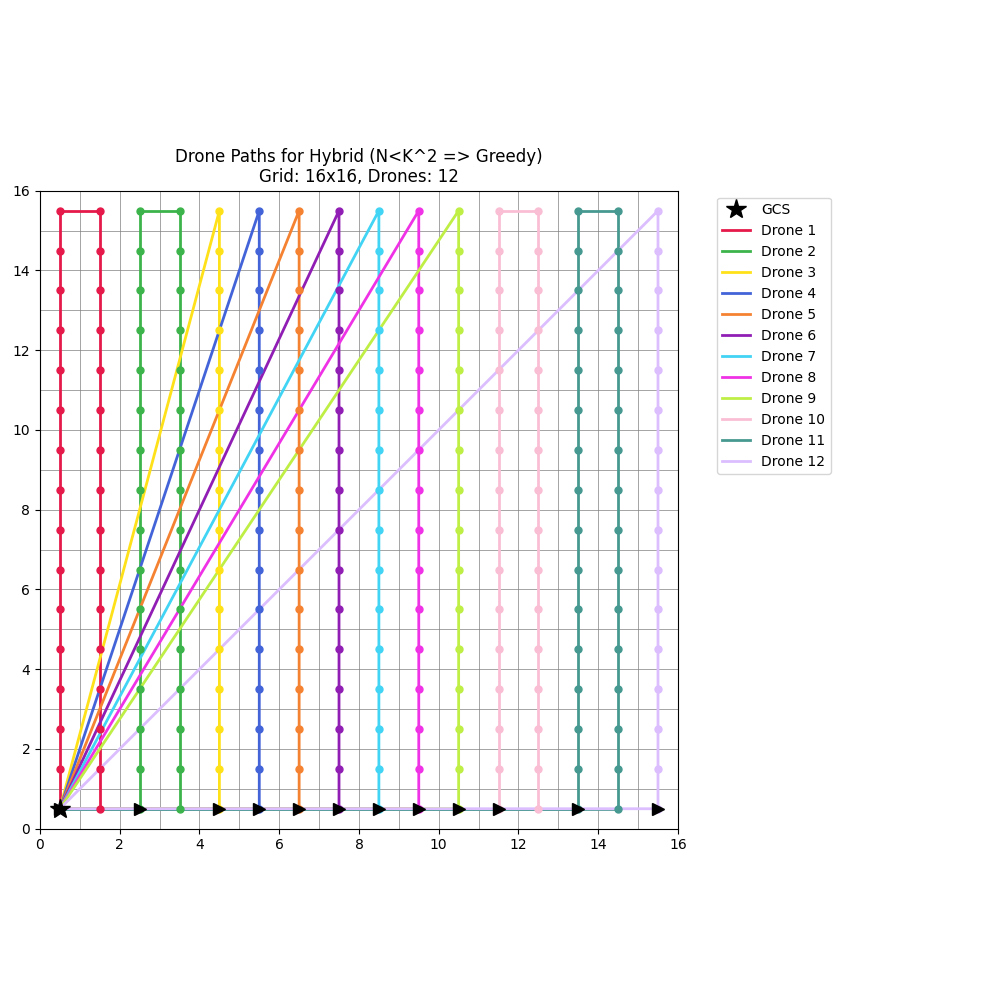 Drone Paths for Hybrid (N<K^2 => Greedy)
Grid: 16x16, Drones: 12
16
14
12
10
8
6
4
2
0
0 2 4 6 8 10 12 14 16
GCS
Drone 1
Drone 2
Drone 3
Drone 4
Drone 5
Drone 6
Drone 7
Drone 8
Drone 9
Drone 10
Drone 11
Drone 12